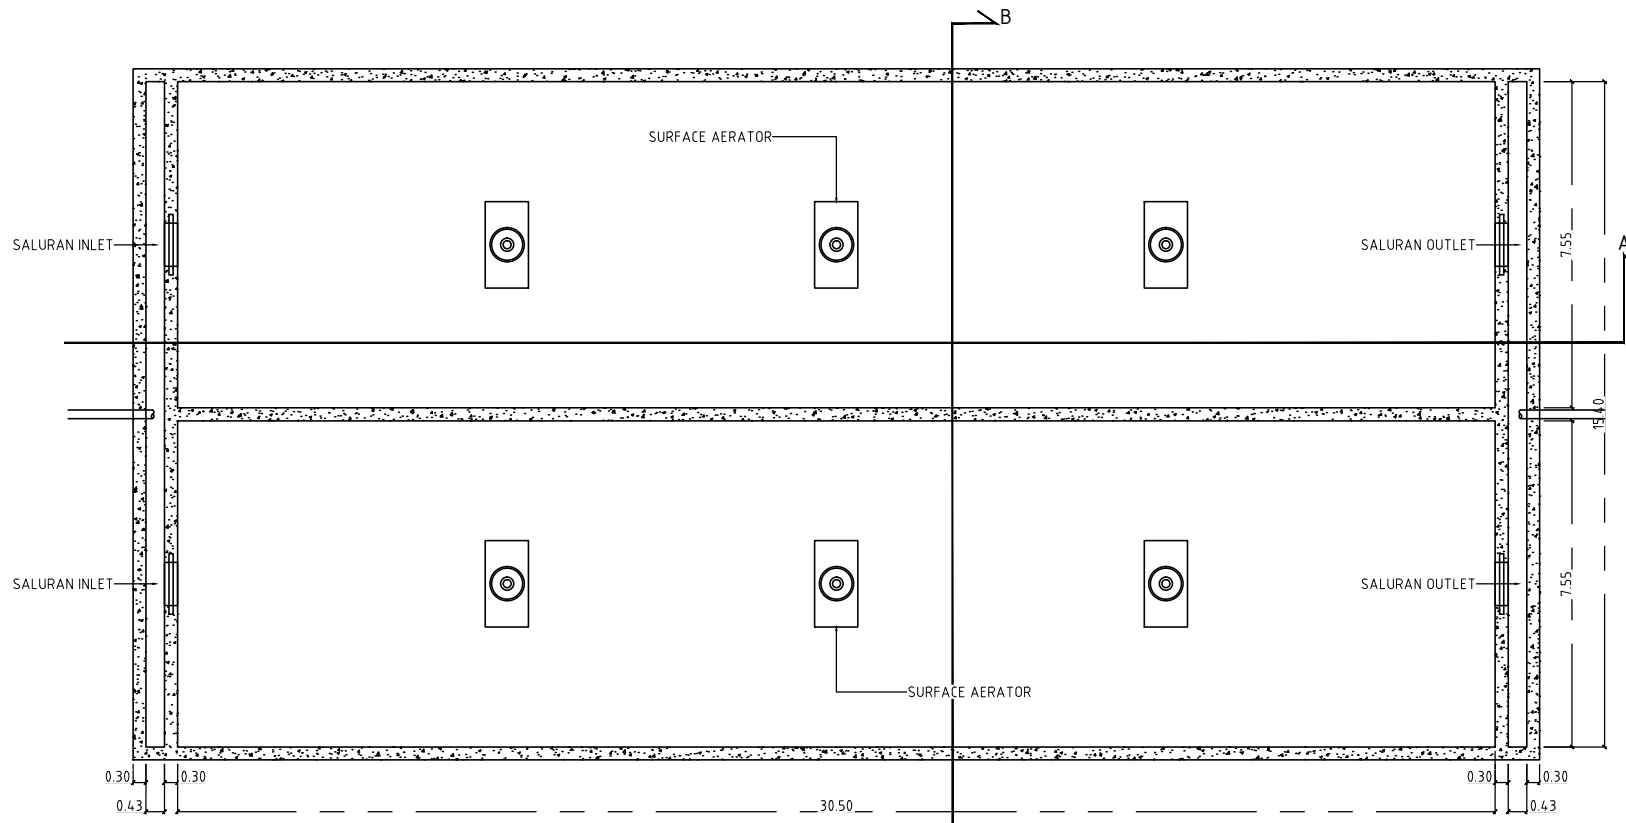 B
SURFACE AERATOR
SALURAN INLET
SALURAN OUTLET
7.55
A
15.40
SALURAN INLET
SALURAN OUTLET
7.55
SURFACE AERATOR
0.30
0.30
0.30
0.30
0.43
30.50
0.43